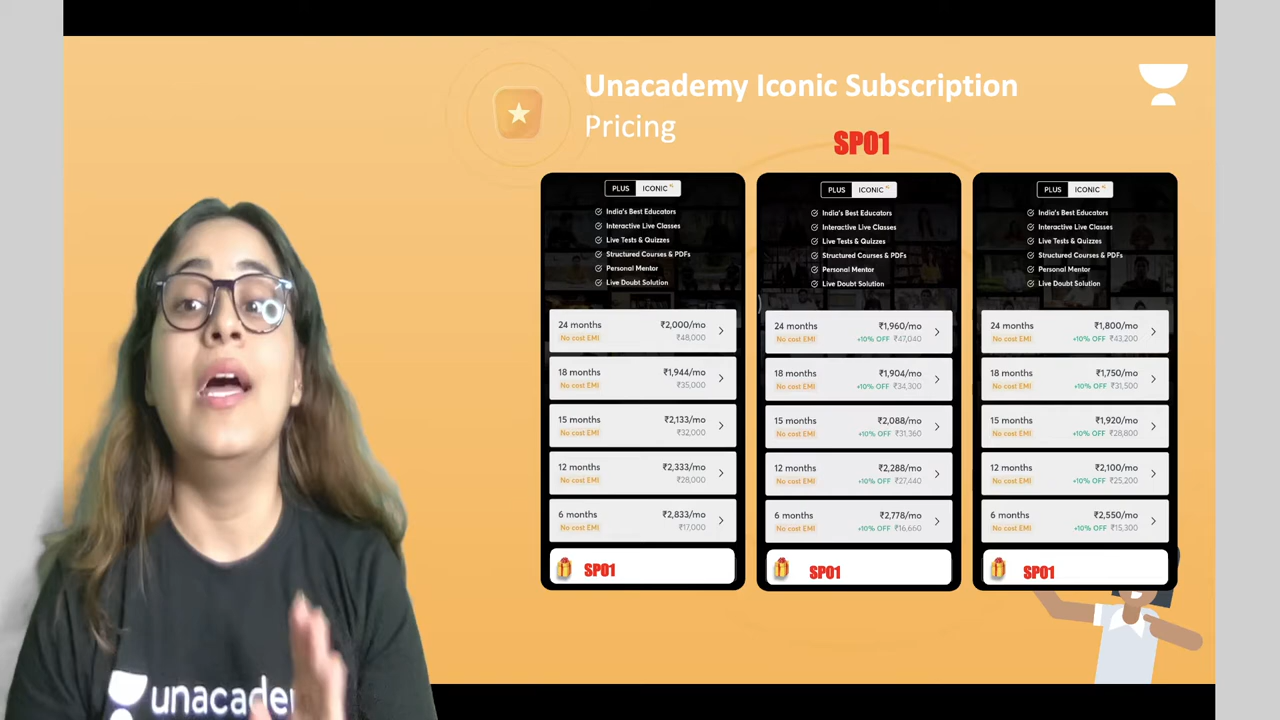 Unacademy Iconic Subscription
Pricing
SP01
PLUS ICONIC
India's Best Educators
Interactive Live Classes
Live Tests & Quizzes
Structured Courses & PDFs
Personal Mentor
Live Doubt Solution
24 months ₹2,000/mo
No cost EMI ₹48,000
18 months ₹1,944/mo
No cost EMI ₹35,000
15 months ₹2,133/mo
No cost EMI ₹32,000
12 months ₹2,333/mo
No cost EMI ₹28,000
6 months ₹2,833/mo
No cost EMI ₹17,000
SP01
PLUS ICONIC
India's Best Educators
Interactive Live Classes
Live Tests & Quizzes
Structured Courses & PDFs
Personal Mentor
Live Doubt Solution
24 months ₹1,960/mo
No cost EMI +10% OFF ₹47,040
18 months ₹1,904/mo
No cost EMI +10% OFF ₹34,300
15 months ₹2,088/mo
No cost EMI +10% OFF ₹31,360
12 months ₹2,288/mo
No cost EMI +10% OFF ₹27,440
6 months ₹2,778/mo
No cost EMI +10% OFF ₹16,660
SP01
PLUS ICONIC
India's Best Educators
Interactive Live Classes
Live Tests & Quizzes
Structured Courses & PDFs
Personal Mentor
Live Doubt Solution
24 months ₹1,800/mo
No cost EMI +10% OFF ₹43,200
18 months ₹1,750/mo
No cost EMI +10% OFF ₹31,500
15 months ₹1,920/mo
No cost EMI +10% OFF ₹28,800
12 months ₹2,100/mo
No cost EMI +10% OFF ₹25,200
6 months ₹2,550/mo
No cost EMI +10% OFF ₹15,300
SP01
unacade